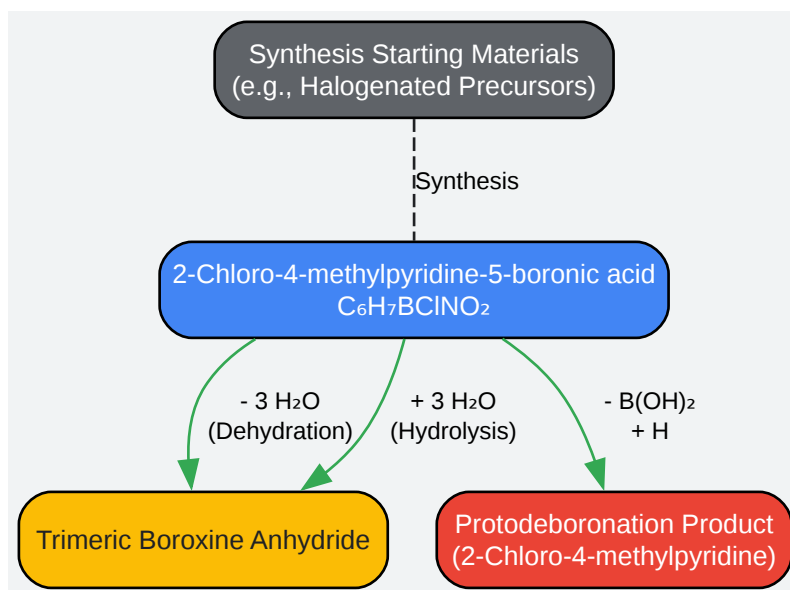 Synthesis Starting Materials
(e.g., Halogenated Precursors)
Synthesis
2-Chloro-4-methylpyridine-5-boronic acid
C₆H₇BClNO₂
- 3 H₂O
(Dehydration)
+ 3 H₂O
(Hydrolysis)
- B(OH)₂
+ H
Trimeric Boroxine Anhydride
Protodeboronation Product
(2-Chloro-4-methylpyridine)